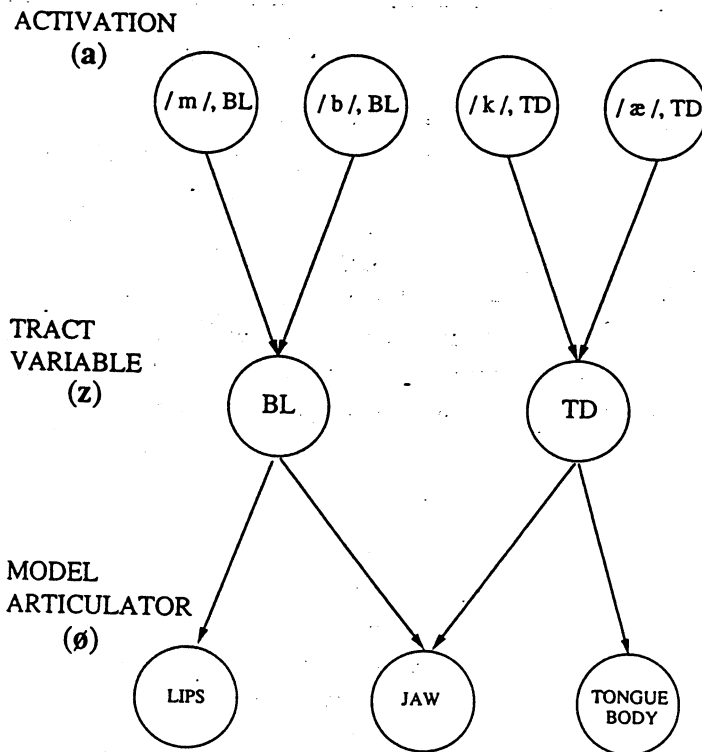 ACTIVATION
(a)
/ m /, BL
/ b /, BL
/ k /, TD
/ æ /, TD
TRACT
VARIABLE
(z)
BL
TD
MODEL
ARTICULATOR
(ø)
LIPS
JAW
TONGUE
BODY